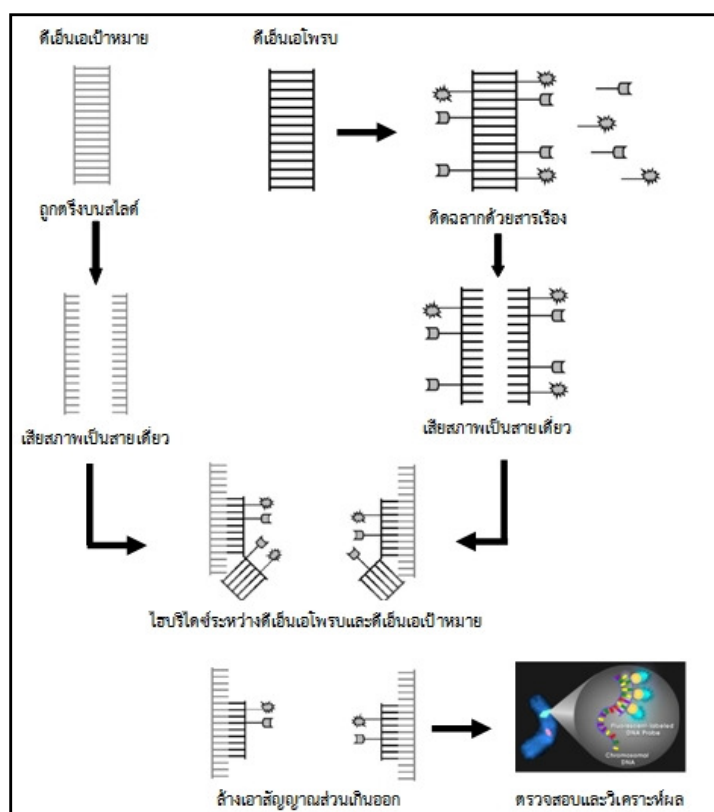 ดีเอ็นเอเป้าหมาย
ดีเอ็นเอโพรบ
ถูกตรึงบนสไลด์
ติดฉลากด้วยสารเรือง
เสียสภาพเป็นสายเดี่ยว
เสียสภาพเป็นสายเดี่ยว
ไฮบริไดซ์ระหว่างดีเอ็นเอโพรบและดีเอ็นเอเป้าหมาย
Fluorescent-labeled
DNA Probe
Chromosomal
DNA
ล้างเอาสัญญาณส่วนเกินออก
ตรวจสอบและวิเคราะห์ผล